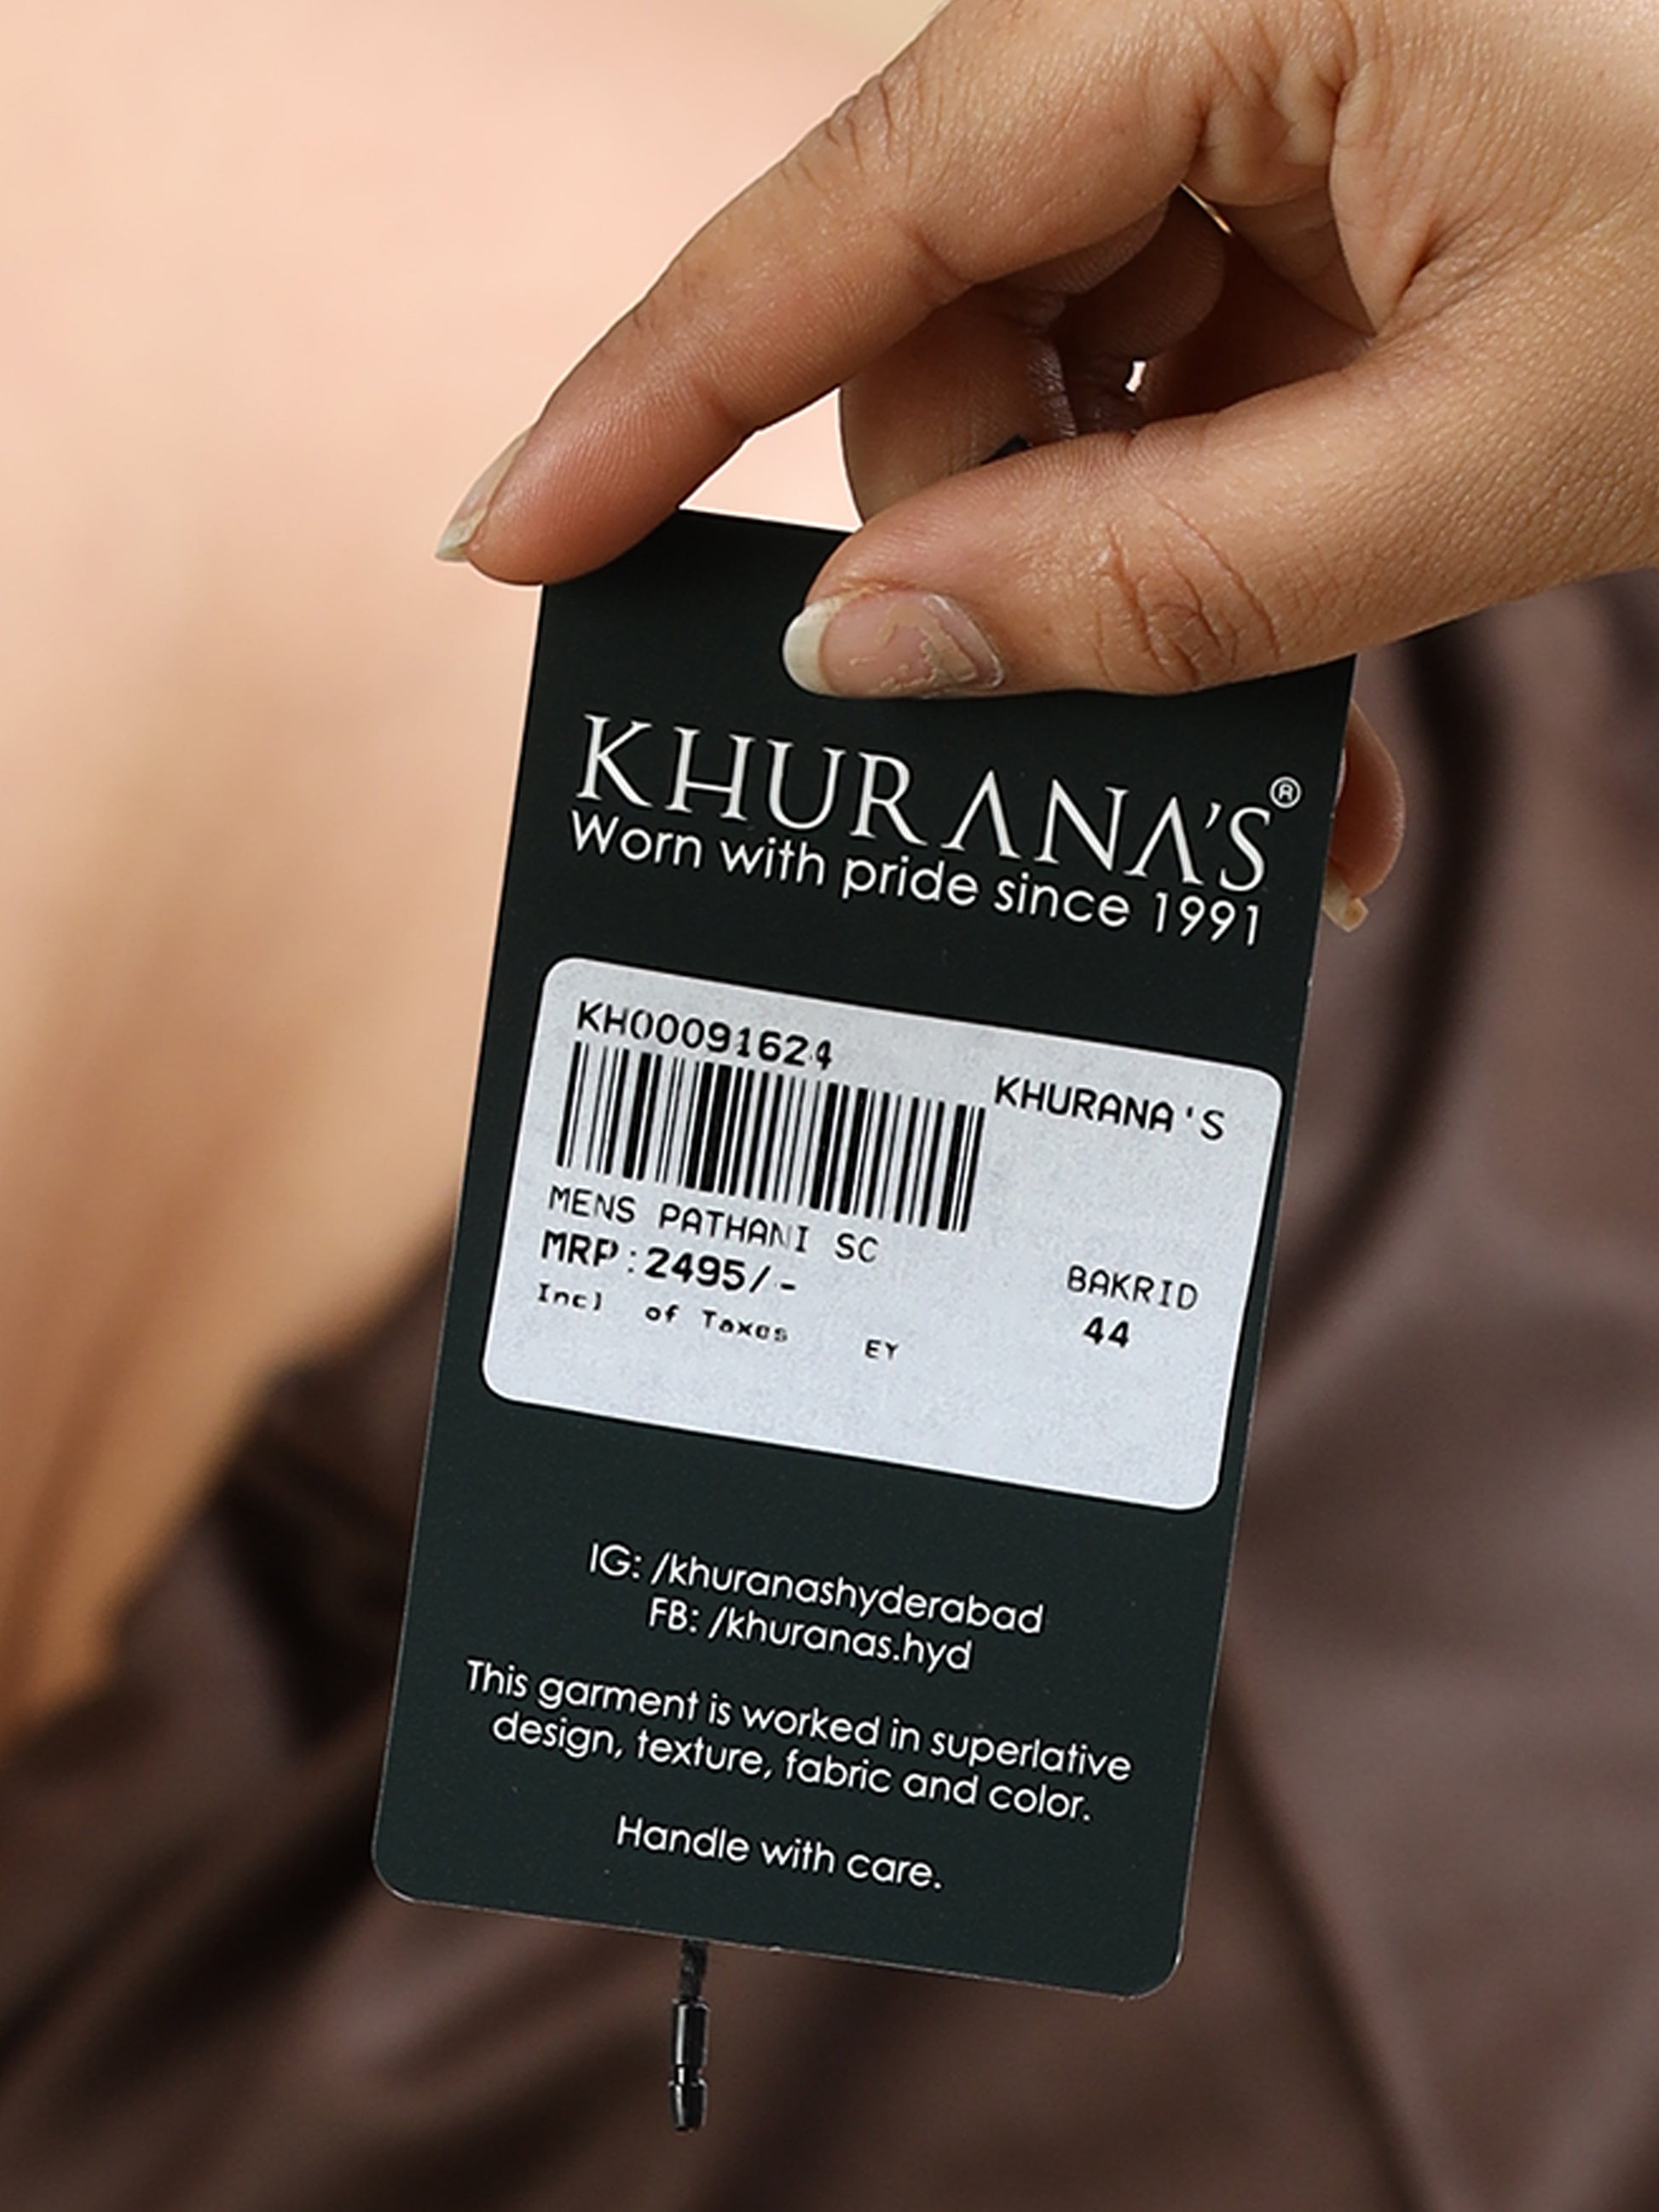 KHURANA'S®
Worn with pride since 1991
KH00091624
KHURANA'S
MENS PATHANI SC
MRP:2495/-
BAKRID
Incl of Taxes EY
44
IG: /khuranashyderabad
FB: /khuranas.hyd
This garment is worked in superlative
design, texture, fabric and color.
Handle with care.